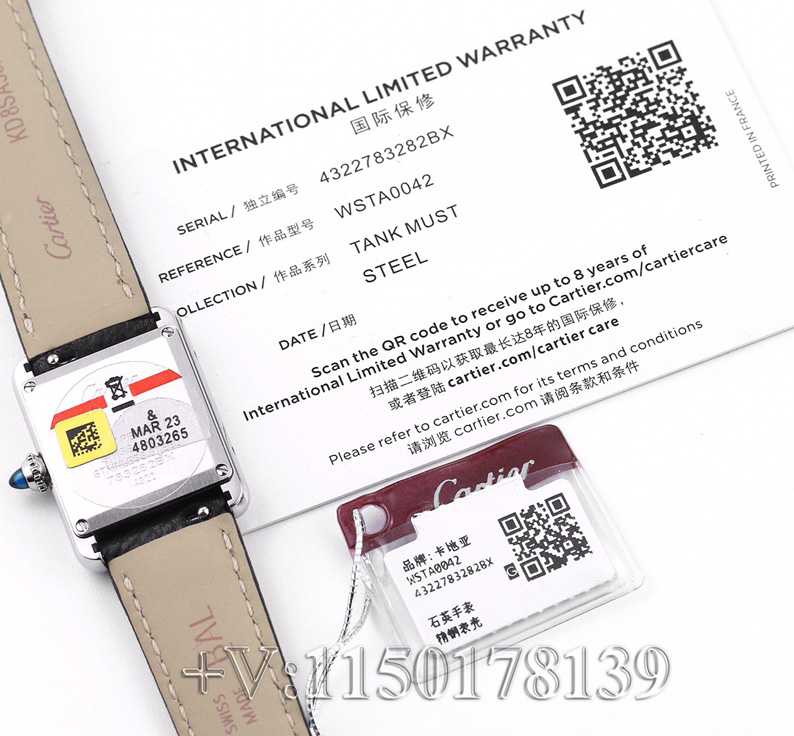 INTERNATIONAL LIMITED WARRANTY
国际保修
SERIAL / 独立编号 4322783282BX
REFERENCE / 作品型号 WSTA0042
OLLECTION / 作品系列 TANK MUST
STEEL
DATE / 日期
Scan the QR code to receive up to 8 years of
International Limited Warranty or go to Cartier.com/cartiercare
扫描二维码以获取最长达8年的国际保修，
或者登陆 cartier.com/cartier care
Please refer to cartier.com for its terms and conditions
请浏览 cartier.com 请阅条款和条件
PRINTED IN FRANCE
KD8SA
Cartier
&
MAR 23
4803265
Cartier
品牌:卡地亚
WSTA0042
4322783282BX
G
石英手表
精钢表壳
SWISS MADE
+V:1150178139